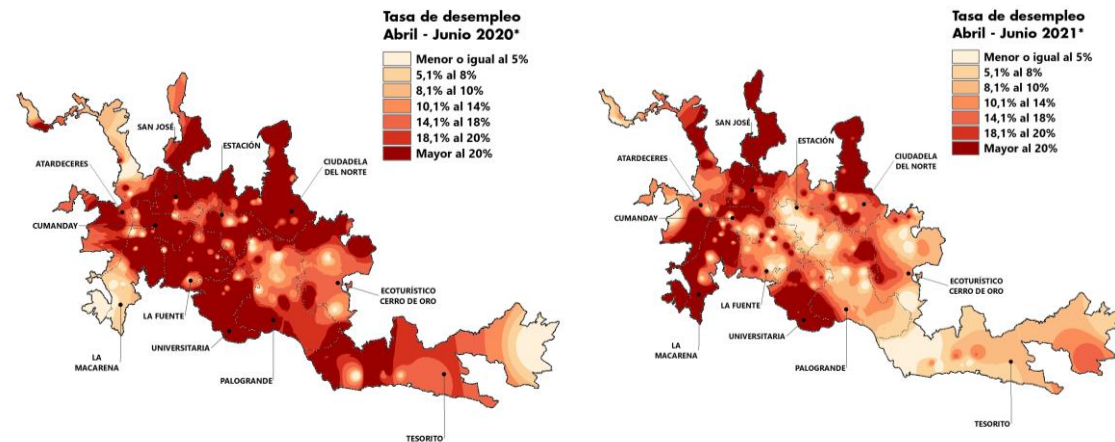 Tasa de desempleo
Abril - Junio 2020*
Menor o igual al 5%
5,1% al 8%
8,1% al 10%
10,1% al 14%
14,1% al 18%
18,1% al 20%
Mayor al 20%
SAN JOSÉ
ESTACIÓN
ATARDECERES
CIUDADELA
DEL NORTE
CUMANDAY
ECOTURÍSTICO
CERRO DE ORO
LA FUENTE
UNIVERSITARIA
LA
MACARENA
PALOGRANDE
TESORITO
Tasa de desempleo
Abril - Junio 2021*
Menor o igual al 5%
5,1% al 8%
8,1% al 10%
10,1% al 14%
14,1% al 18%
18,1% al 20%
Mayor al 20%
SAN JOSÉ
ESTACIÓN
ATARDECERES
CIUDADELA
DEL NORTE
CUMANDAY
ECOTURÍSTICO
CERRO DE ORO
LA FUENTE
UNIVERSITARIA
LA
MACARENA
PALOGRANDE
TESORITO